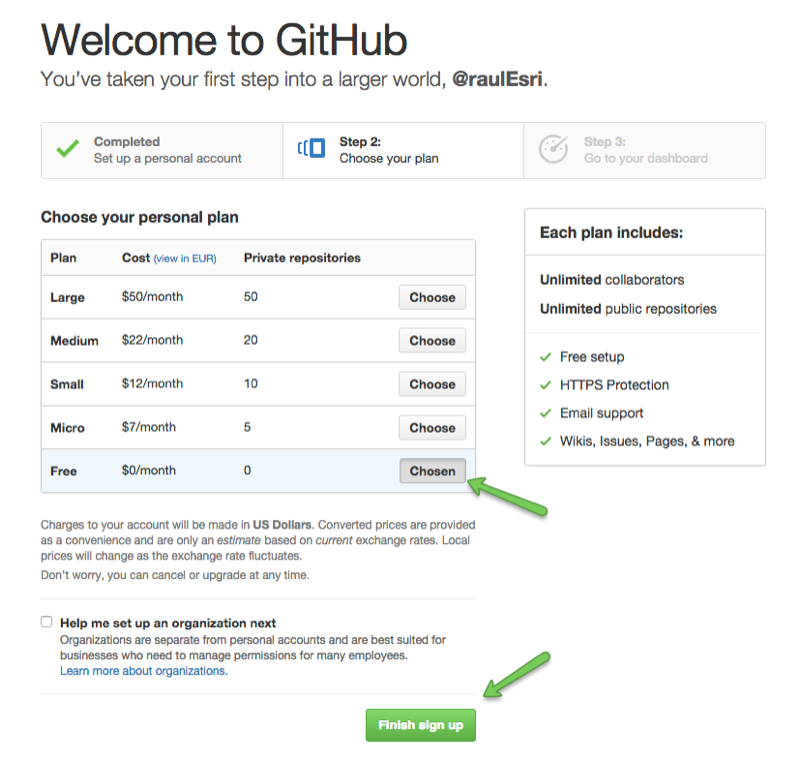 Welcome to GitHub
You've taken your first step into a larger world, @raulEsri.
Completed
Set up a personal account
Step 2:
Choose your plan
Step 3:
Go to your dashboard
Choose your personal plan
Plan Cost (view in EUR) Private repositories
Large $50/month 50 Choose
Medium $22/month 20 Choose
Small $12/month 10 Choose
Micro $7/month 5 Choose
Free $0/month 0 Chosen
Charges to your account will be made in US Dollars. Converted prices are provided
as a convenience and are only an estimate based on current exchange rates. Local
prices will change as the exchange rate fluctuates.
Don't worry, you can cancel or upgrade at any time.
Help me set up an organization next
Organizations are separate from personal accounts and are best suited for
businesses who need to manage permissions for many employees.
Learn more about organizations.
Finish sign up
Each plan includes:
Unlimited collaborators
Unlimited public repositories
Free setup
HTTPS Protection
Email support
Wikis, Issues, Pages, & more